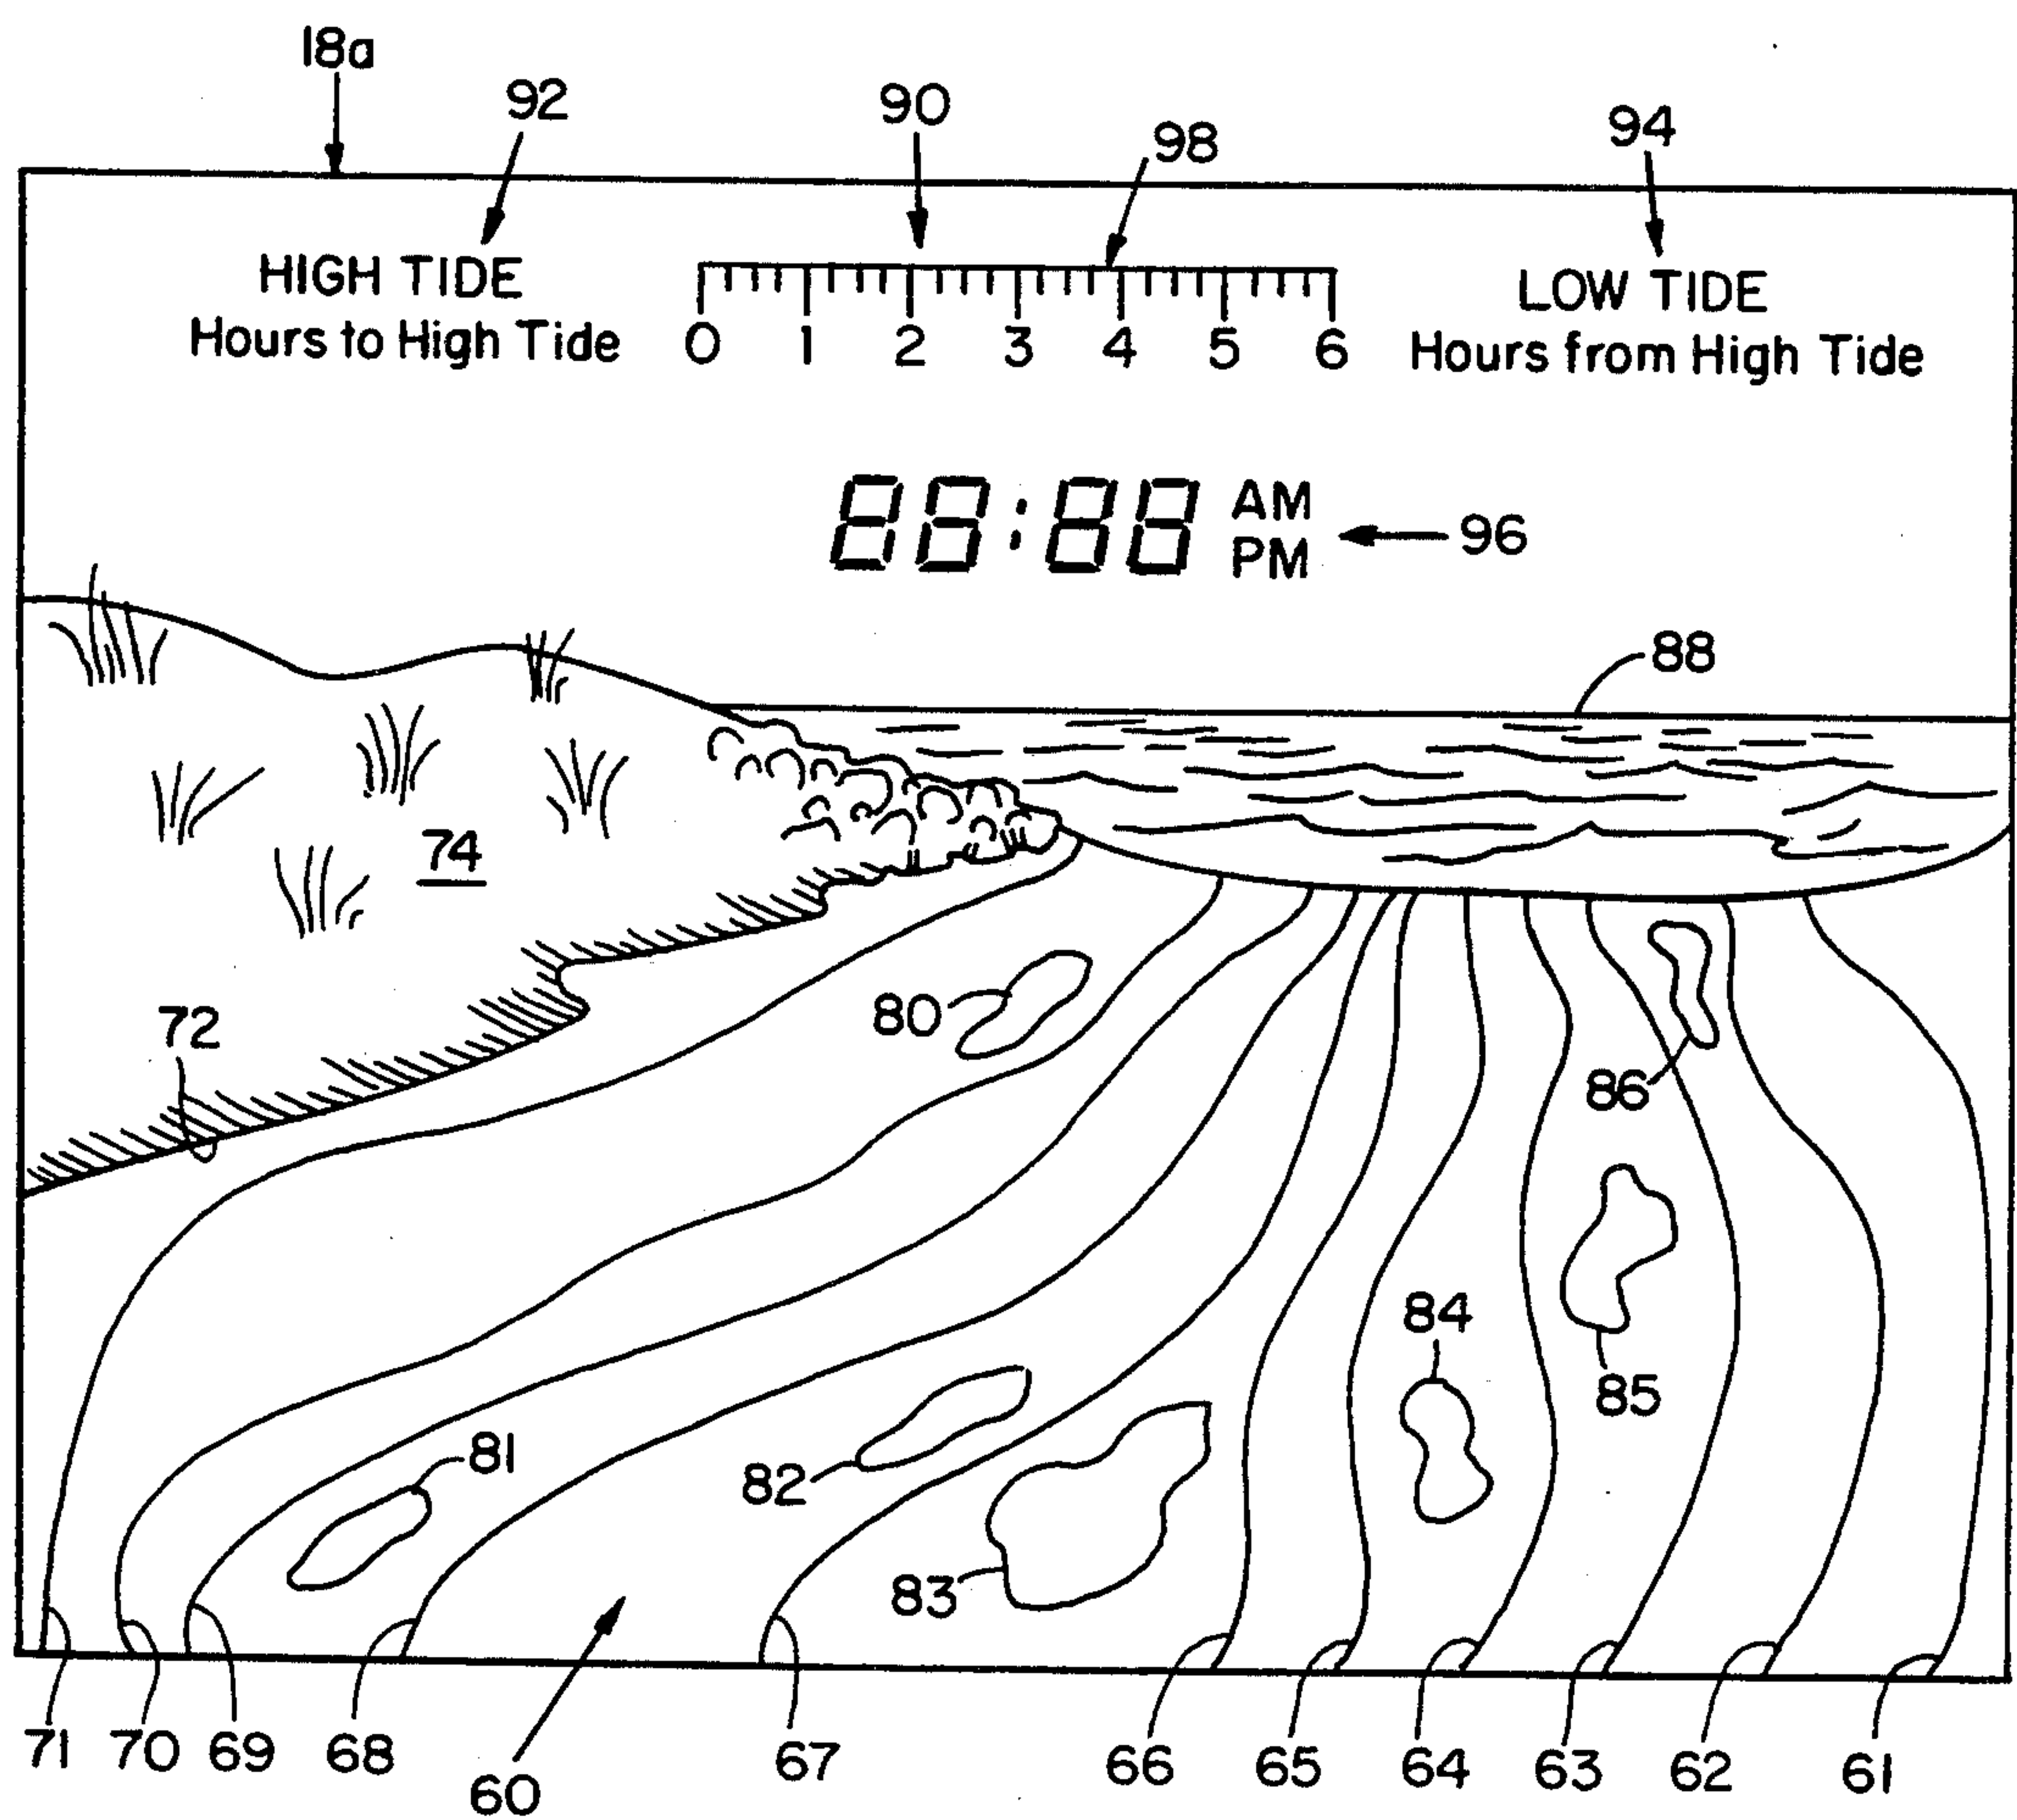 18a
92
90
98
94
HIGH TIDE
Hours to High Tide
0 1 2 3 4 5 6
LOW TIDE
Hours from High Tide
88:88 AM
PM
96
88
74
72
80
86
84
85
81
82
83
71 70 69 68 60 67 66 65 64 63 62 61